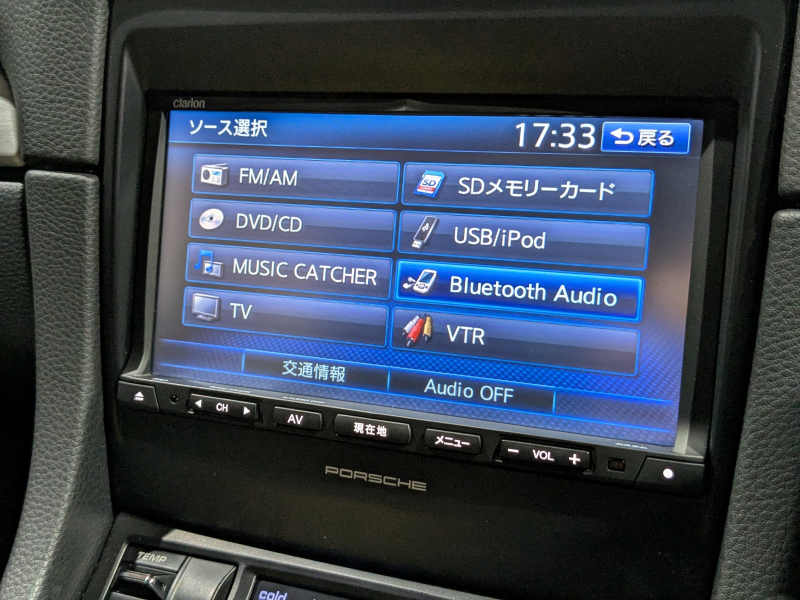 clarion
ソース選択
17:33
戻る
FM/AM
SDメモリーカード
DVD/CD
USB/iPod
MUSIC CATCHER
Bluetooth Audio
TV
VTR
交通情報
Audio OFF
CH
AV
現在地
メニュー
− VOL +
PORSCHE
TEMP
cold